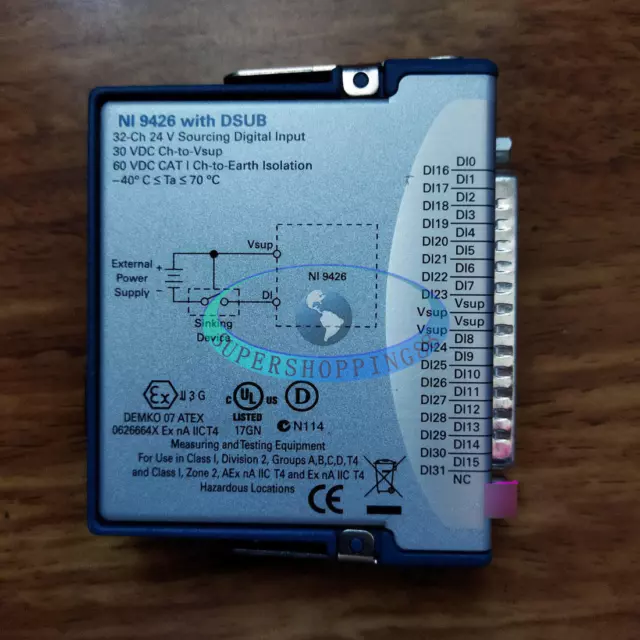 NI 9426 with DSUB
32-Ch 24 V Sourcing Digital Input
30 VDC Ch-to-Vsup
60 VDC CAT I Ch-to-Earth Isolation
–40° C ≤ Ta ≤ 70 °C
Vsup
External
Power
Supply
+
–
NI 9426
DI
Sinking
Device
SUPERSHOPPINGS
Ex II 3 G
DEMKO 07 ATEX
0626664X Ex nA IICT4
C UL US
LISTED
17GN
D
N114
Measuring and Testing Equipment
For Use in Class I, Division 2, Groups A,B,C,D, T4
and Class I, Zone 2, AEx nA IIC T4 and Ex nA IIC T4
Hazardous Locations
CE
DI0
DI16
DI1
DI17
DI2
DI18
DI3
DI19
DI4
DI20
DI5
DI21
DI6
DI22
DI7
DI23
Vsup
Vsup
Vsup
Vsup
DI8
DI24
DI9
DI25
DI10
DI26
DI11
DI27
DI12
DI28
DI13
DI29
DI14
DI30
DI15
DI31
NC